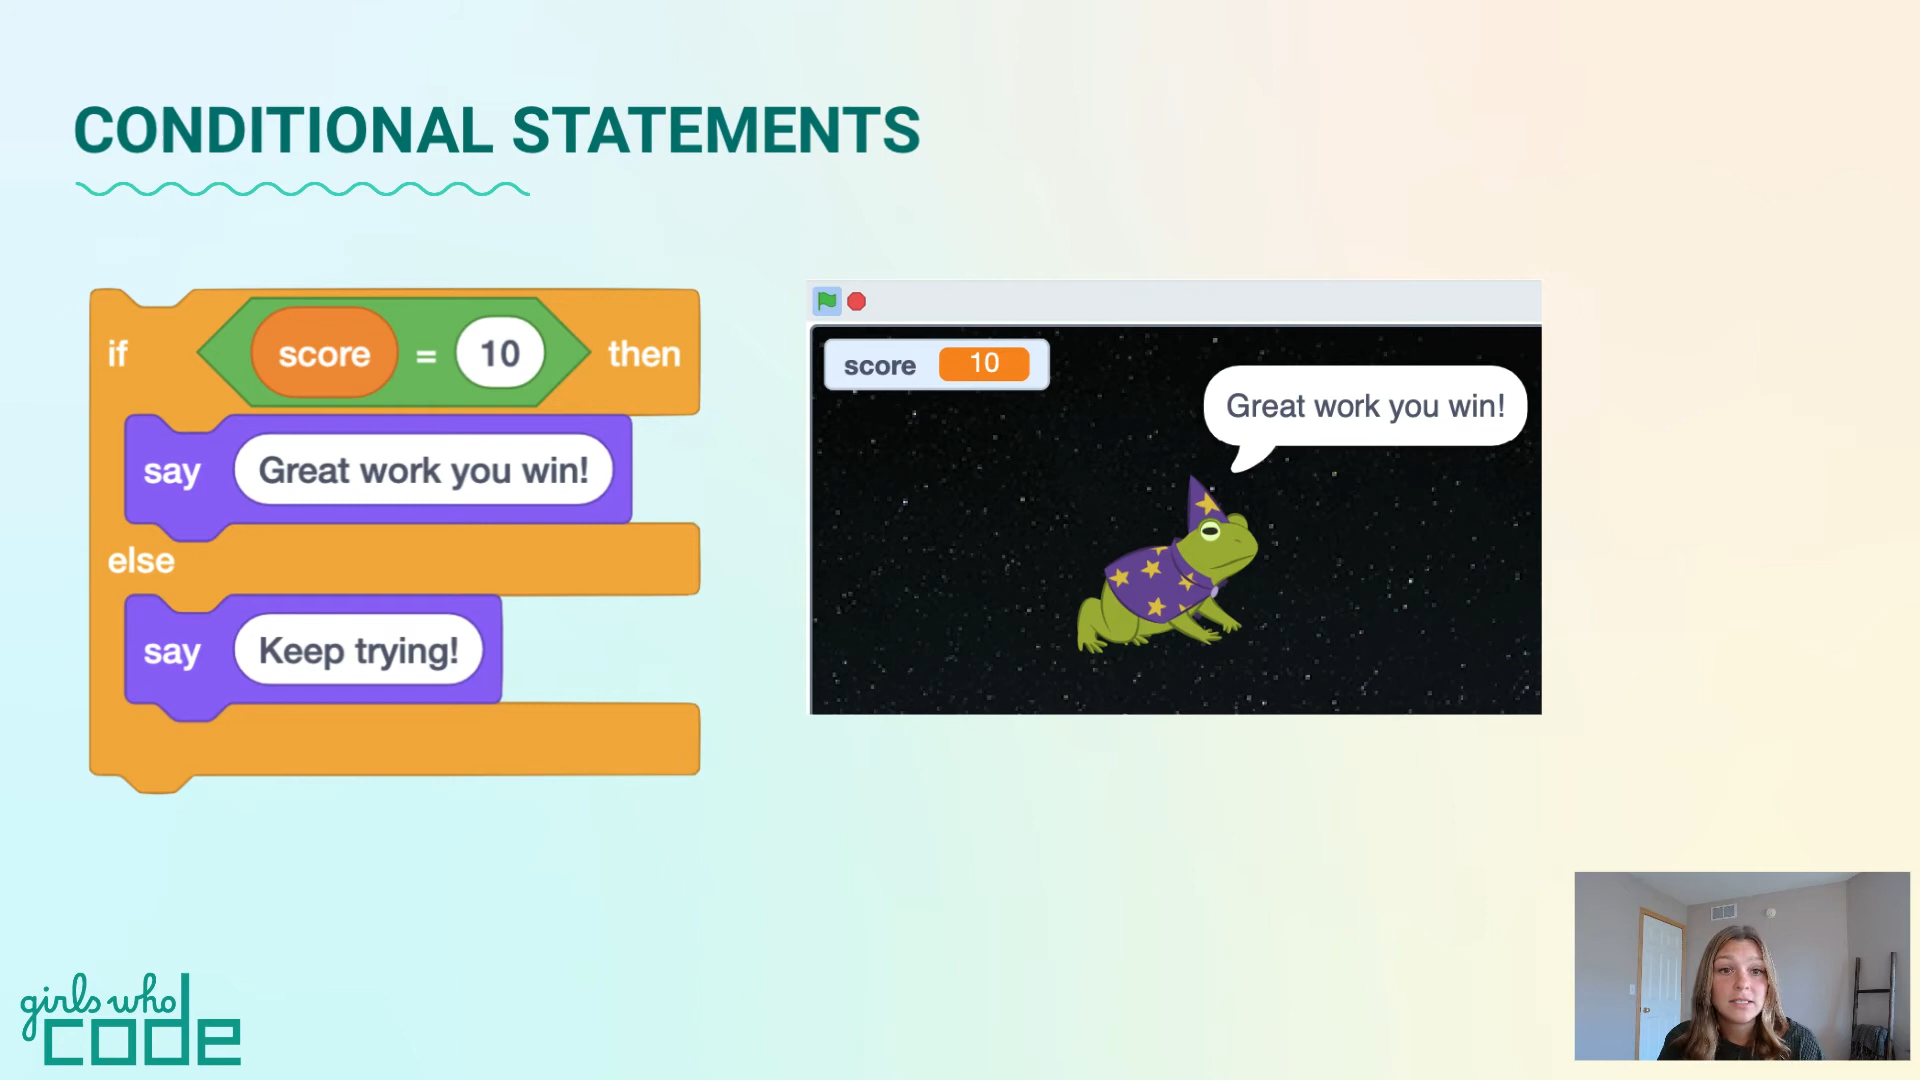 CONDITIONAL STATEMENTS
if score = 10 then
say Great work you win!
else
say Keep trying!
score 10
Great work you win!
girls who
code